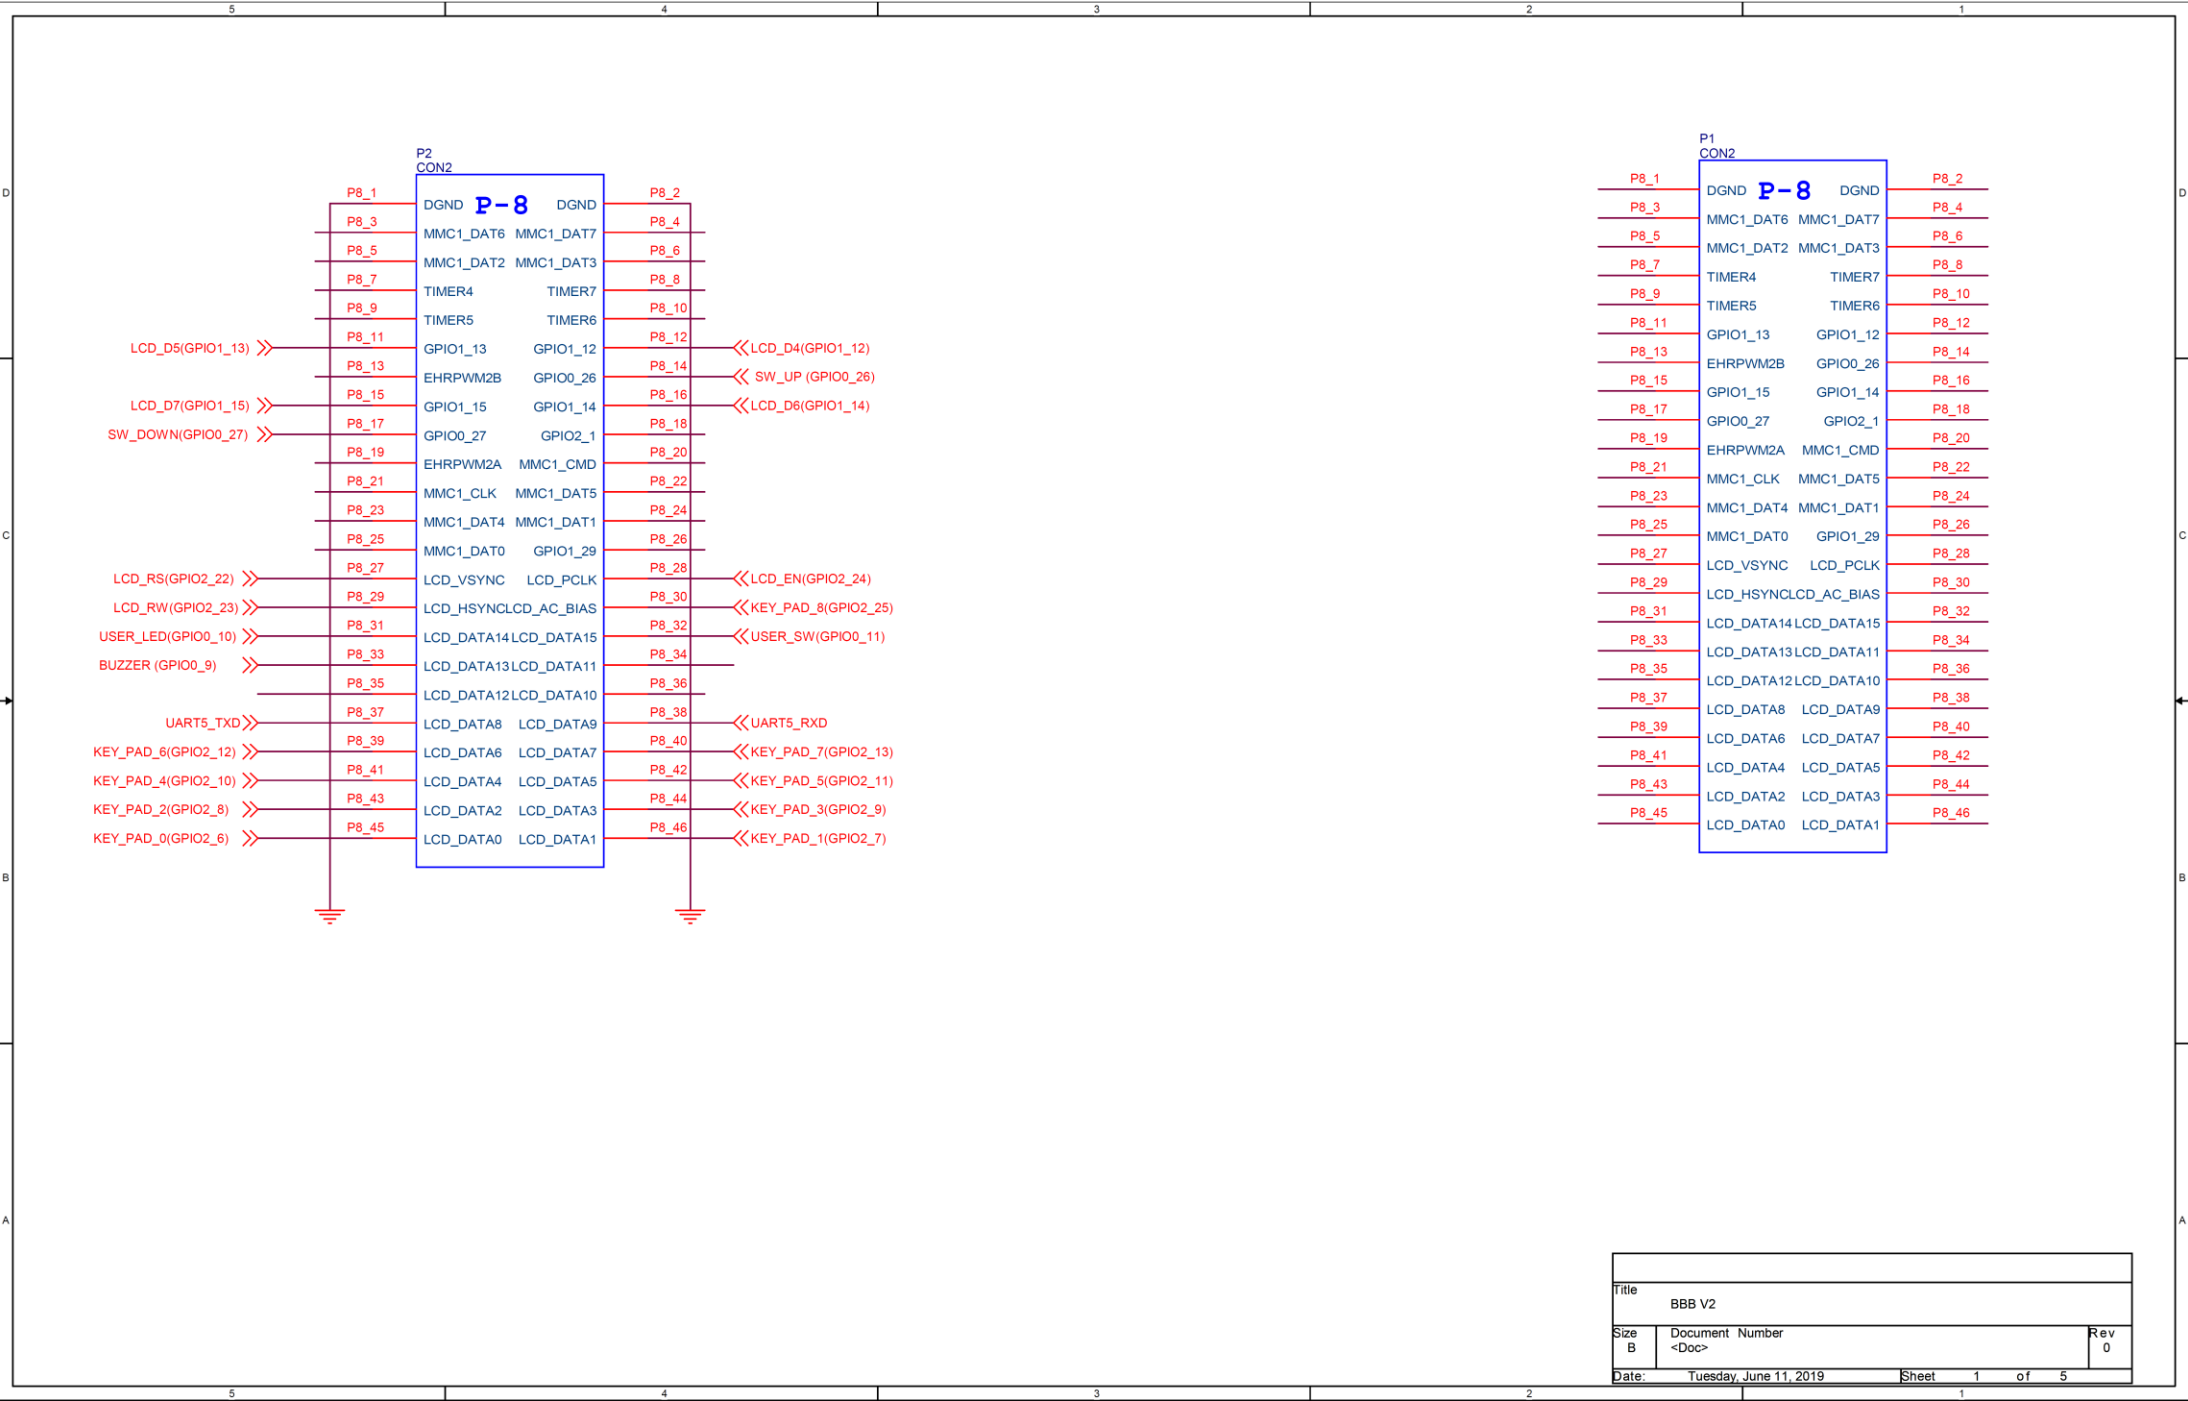 5 4 3 2 1
P2
CON2
P1
CON2
D D
P8_1 DGND P-8 DGND P8_2
P8_3 MMC1_DAT6 MMC1_DAT7 P8_4
P8_5 MMC1_DAT2 MMC1_DAT3 P8_6
P8_7 TIMER4 TIMER7 P8_8
P8_9 TIMER5 TIMER6 P8_10
LCD_D5(GPIO1_13) P8_11 GPIO1_13 GPIO1_12 P8_12 LCD_D4(GPIO1_12)
P8_13 EHRPWM2B GPIO0_26 P8_14 SW_UP (GPIO0_26)
LCD_D7(GPIO1_15) P8_15 GPIO1_15 GPIO1_14 P8_16 LCD_D6(GPIO1_14)
SW_DOWN(GPIO0_27) P8_17 GPIO0_27 GPIO2_1 P8_18
P8_19 EHRPWM2A MMC1_CMD P8_20
P8_21 MMC1_CLK MMC1_DAT5 P8_22
P8_23 MMC1_DAT4 MMC1_DAT1 P8_24
P8_25 MMC1_DAT0 GPIO1_29 P8_26
LCD_RS(GPIO2_22) P8_27 LCD_VSYNC LCD_PCLK P8_28 LCD_EN(GPIO2_24)
LCD_RW(GPIO2_23) P8_29 LCD_HSYNC LCD_AC_BIAS P8_30 KEY_PAD_8(GPIO2_25)
USER_LED(GPIO0_10) P8_31 LCD_DATA14 LCD_DATA15 P8_32 USER_SW(GPIO0_11)
BUZZER (GPIO0_9) P8_33 LCD_DATA13 LCD_DATA11 P8_34
P8_35 LCD_DATA12 LCD_DATA10 P8_36
UART5_TXD P8_37 LCD_DATA8 LCD_DATA9 P8_38 UART5_RXD
KEY_PAD_6(GPIO2_12) P8_39 LCD_DATA6 LCD_DATA7 P8_40 KEY_PAD_7(GPIO2_13)
KEY_PAD_4(GPIO2_10) P8_41 LCD_DATA4 LCD_DATA5 P8_42 KEY_PAD_5(GPIO2_11)
KEY_PAD_2(GPIO2_8) P8_43 LCD_DATA2 LCD_DATA3 P8_44 KEY_PAD_3(GPIO2_9)
KEY_PAD_0(GPIO2_6) P8_45 LCD_DATA0 LCD_DATA1 P8_46 KEY_PAD_1(GPIO2_7)
P8_1 DGND P-8 DGND P8_2
P8_3 MMC1_DAT6 MMC1_DAT7 P8_4
P8_5 MMC1_DAT2 MMC1_DAT3 P8_6
P8_7 TIMER4 TIMER7 P8_8
P8_9 TIMER5 TIMER6 P8_10
P8_11 GPIO1_13 GPIO1_12 P8_12
P8_13 EHRPWM2B GPIO0_26 P8_14
P8_15 GPIO1_15 GPIO1_14 P8_16
P8_17 GPIO0_27 GPIO2_1 P8_18
P8_19 EHRPWM2A MMC1_CMD P8_20
P8_21 MMC1_CLK MMC1_DAT5 P8_22
P8_23 MMC1_DAT4 MMC1_DAT1 P8_24
P8_25 MMC1_DAT0 GPIO1_29 P8_26
P8_27 LCD_VSYNC LCD_PCLK P8_28
P8_29 LCD_HSYNC LCD_AC_BIAS P8_30
P8_31 LCD_DATA14 LCD_DATA15 P8_32
P8_33 LCD_DATA13 LCD_DATA11 P8_34
P8_35 LCD_DATA12 LCD_DATA10 P8_36
P8_37 LCD_DATA8 LCD_DATA9 P8_38
P8_39 LCD_DATA6 LCD_DATA7 P8_40
P8_41 LCD_DATA4 LCD_DATA5 P8_42
P8_43 LCD_DATA2 LCD_DATA3 P8_44
P8_45 LCD_DATA0 LCD_DATA1 P8_46
C C
B B
A A
Title
BBB V2
Size Document Number Rev
B <Doc> 0
Date: Tuesday, June 11, 2019 Sheet 1 of 5
5 4 3 2 1